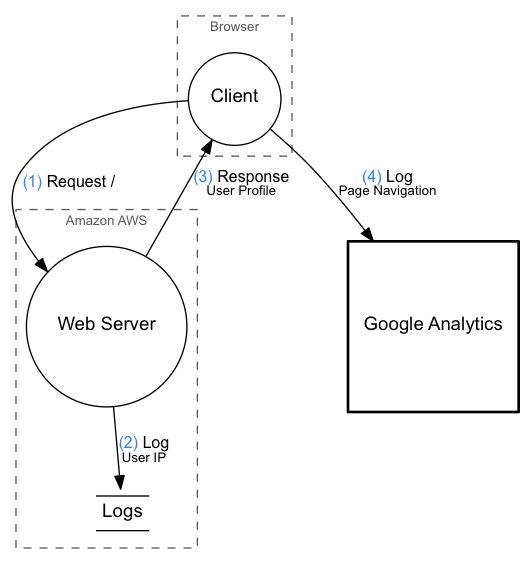 Browser
Client
(1) Request /
(3) Response
User Profile
(4) Log
Page Navigation
Amazon AWS
Web Server
Google Analytics
(2) Log
User IP
Logs